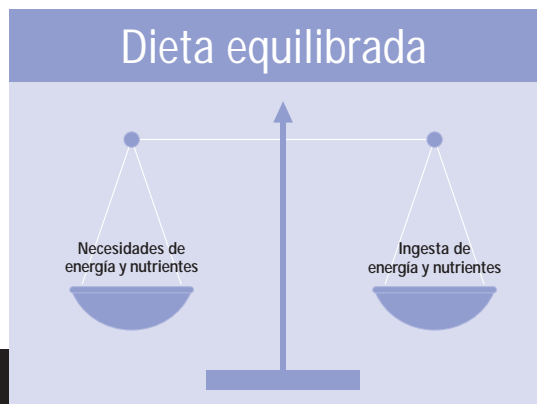 Dieta equilibrada
Necesidades de
energía y nutrientes
Ingesta de
energía y nutrientes